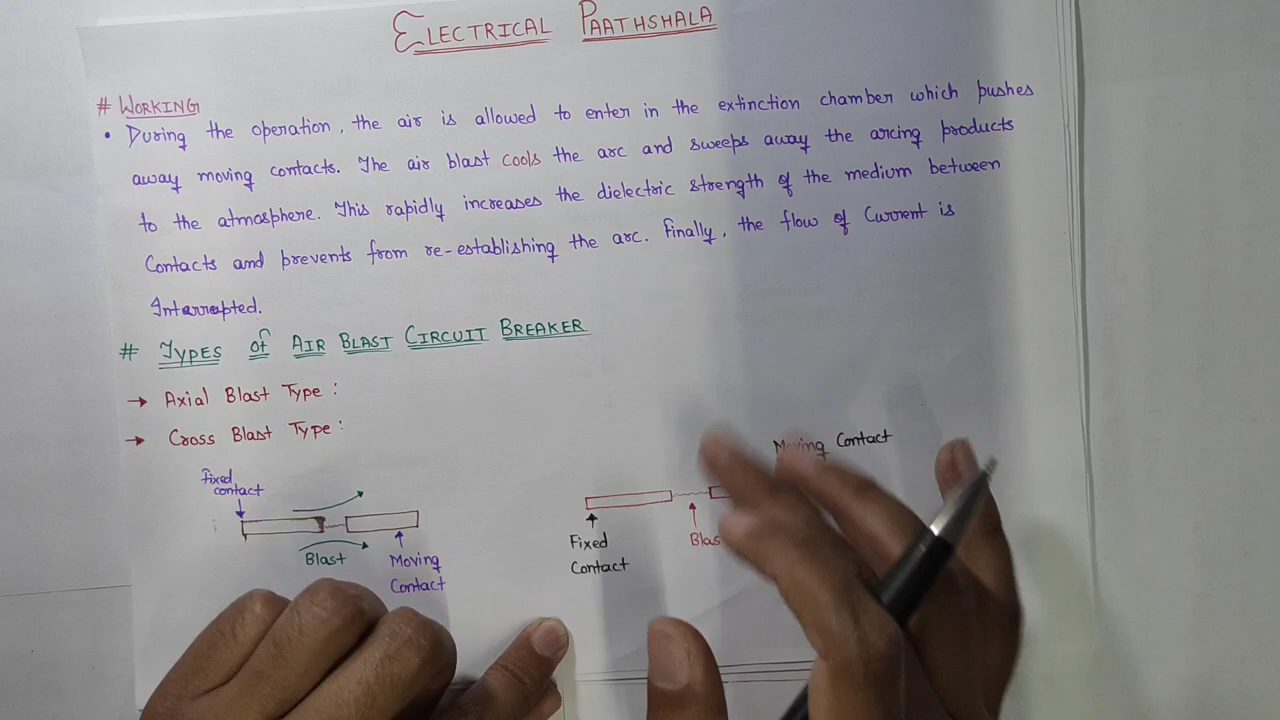 ELECTRICAL PAATHSHALA
# WORKING
• During the operation, the air is allowed to enter in the extinction chamber which pushes
away moving contacts. The air blast cools the arc and sweeps away the arcing products
to the atmosphere. This rapidly increases the dielectric strength of the medium between
Contacts and prevents from re-establishing the arc. Finally, the flow of Current is
Interrupted.
# TYPES of AIR BLAST CIRCUIT BREAKER
→ Axial Blast Type :
→ Cross Blast Type :
Fixed
contact
Blast
Moving
Contact
Moving Contact
Fixed
Contact
Blas